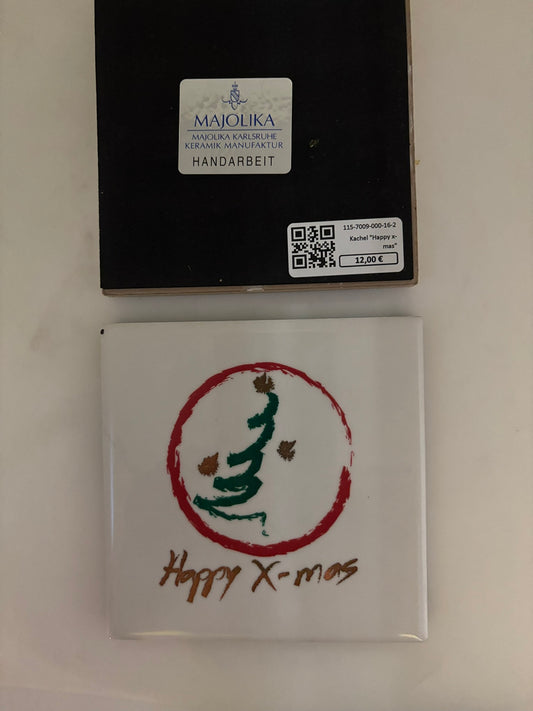 MAJOLIKA
MAJOLIKA KARLSRUHE
KERAMIK MANUFAKTUR
HANDARBEIT
115-7009-000-16-2
Kachel "Happy x-
mas"
12,00 €
Happy X-mas